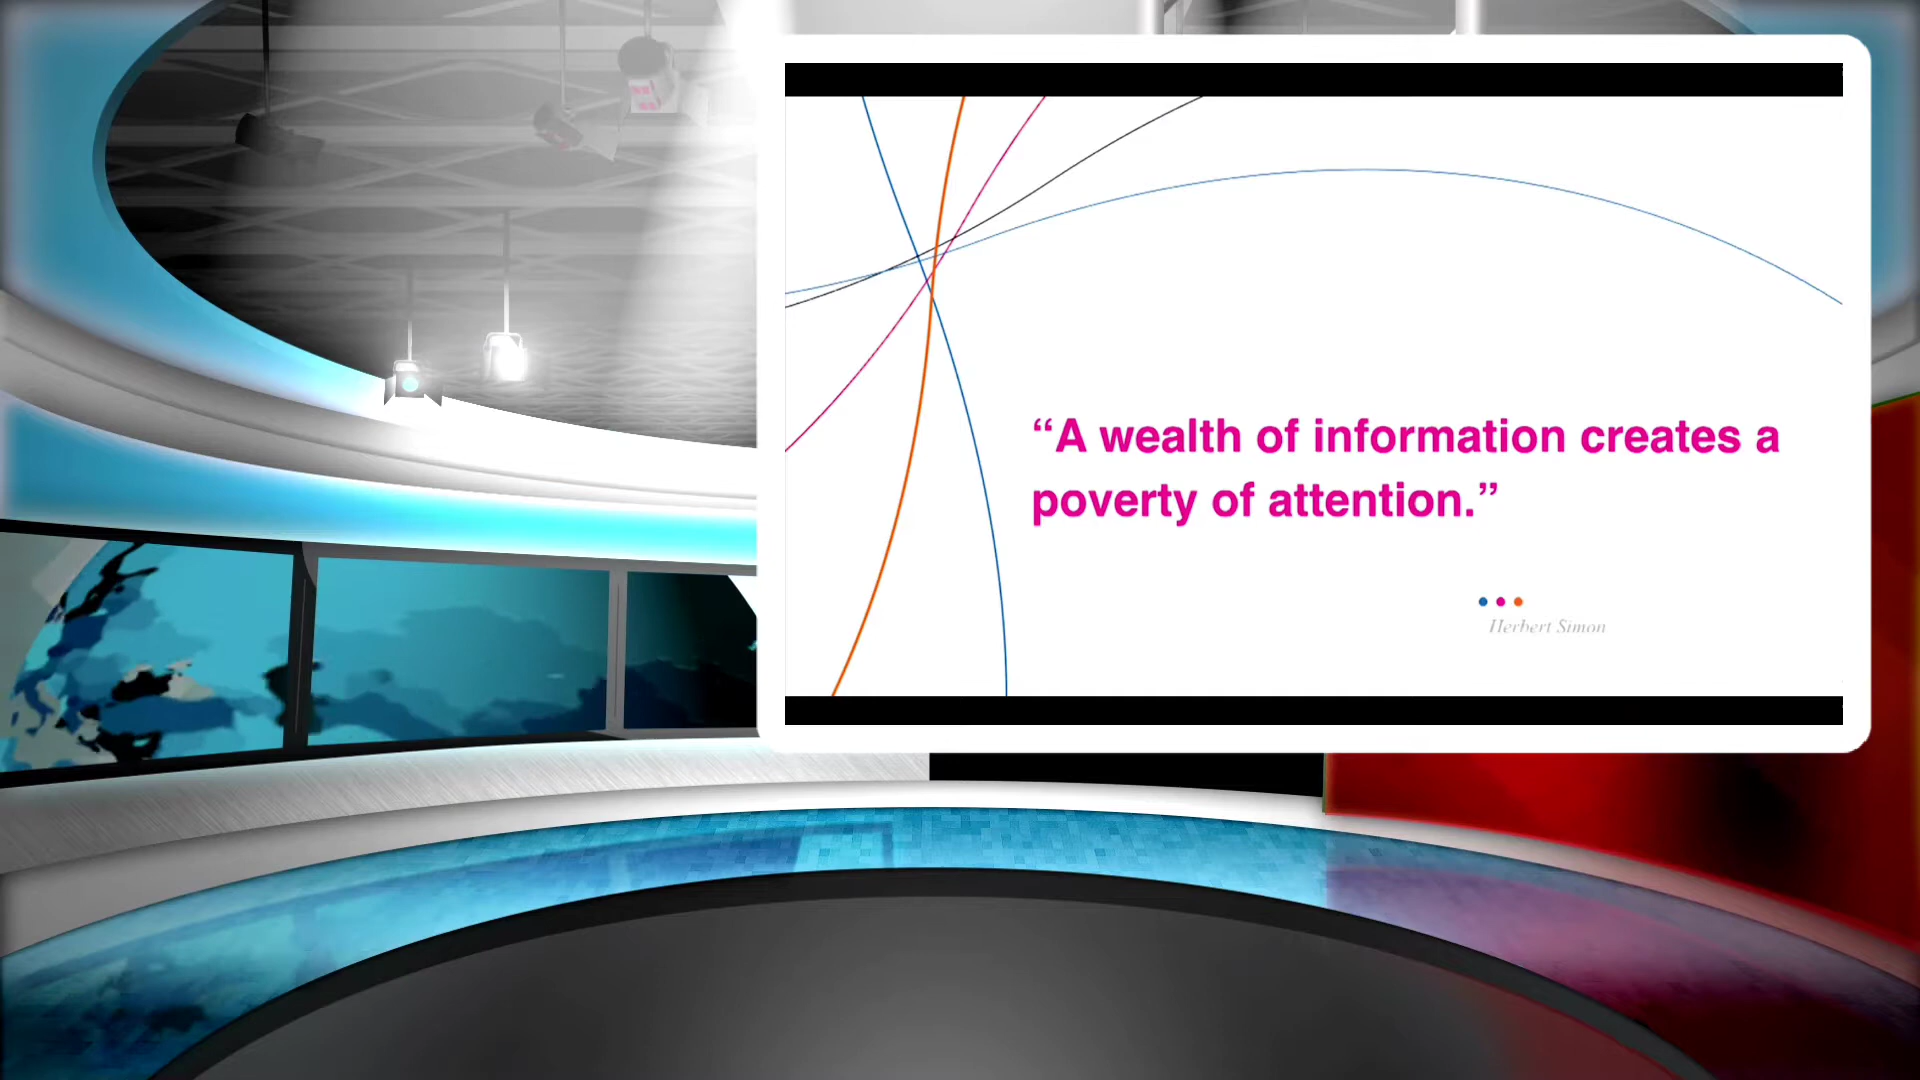 “A wealth of information creates a
poverty of attention.”
Herbert Simon